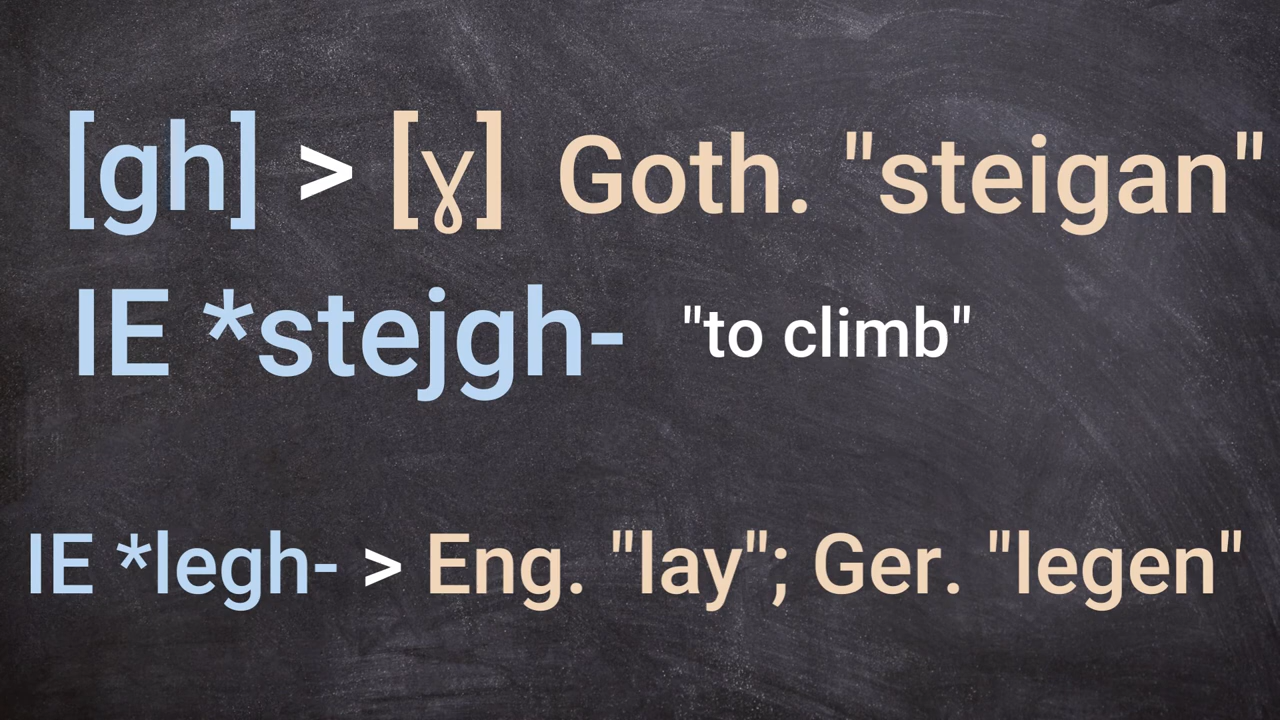 [gh] > [ɣ] Goth. "steigan"
IE *stejgh- "to climb"
IE *legh- > Eng. "lay"; Ger. "legen"